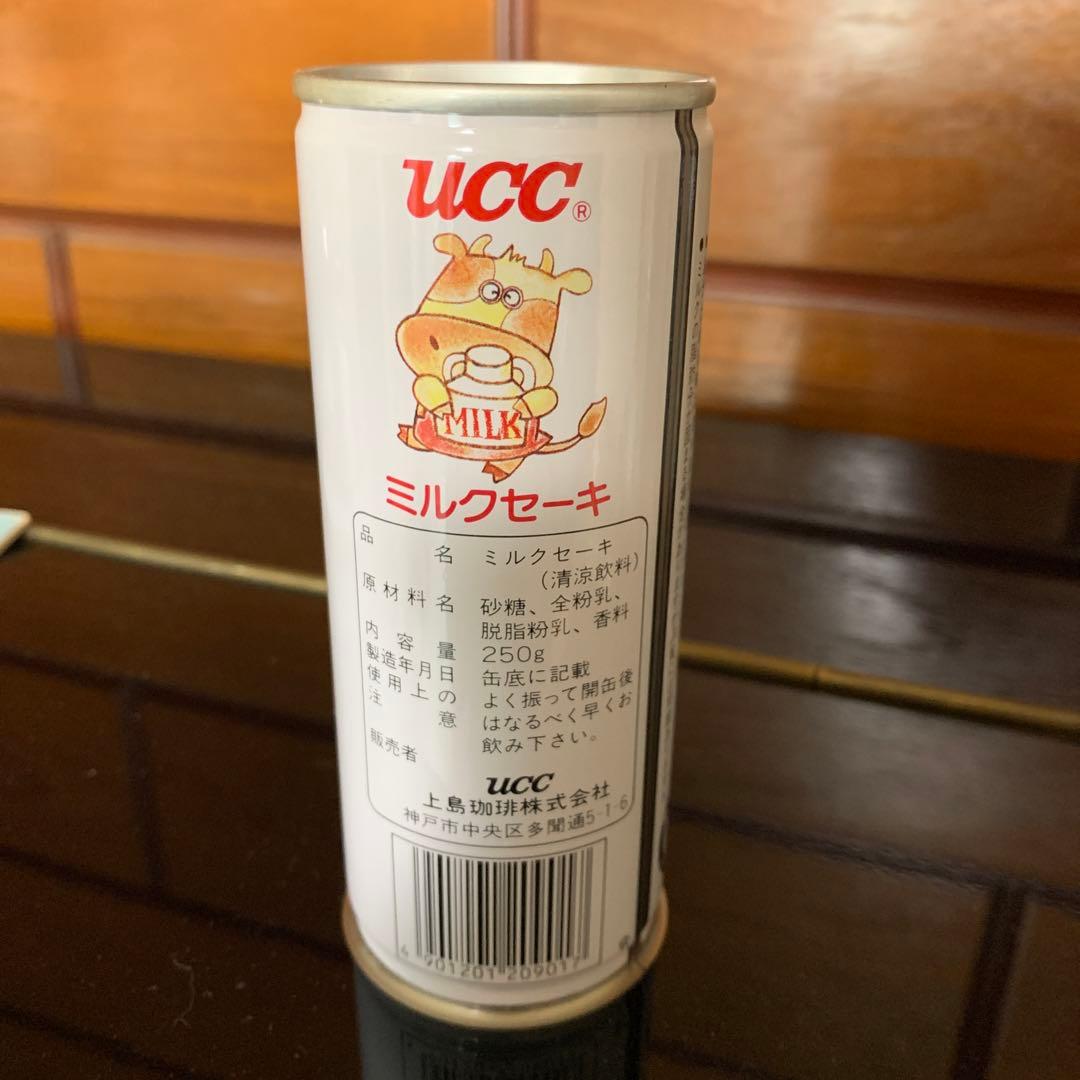 UCC®
MILK
ミルクセーキ
品名 ミルクセーキ
(清涼飲料)
原材料名 砂糖、全粉乳、
脱脂粉乳、香料
内容量 250g
製造年月日 缶底に記載
使用上の よく振って開缶後
注意 はなるべく早くお
飲み下さい。
販売者
UCC
上島珈琲株式会社
神戸市中央区多聞通5-1-6
4 901201 209017